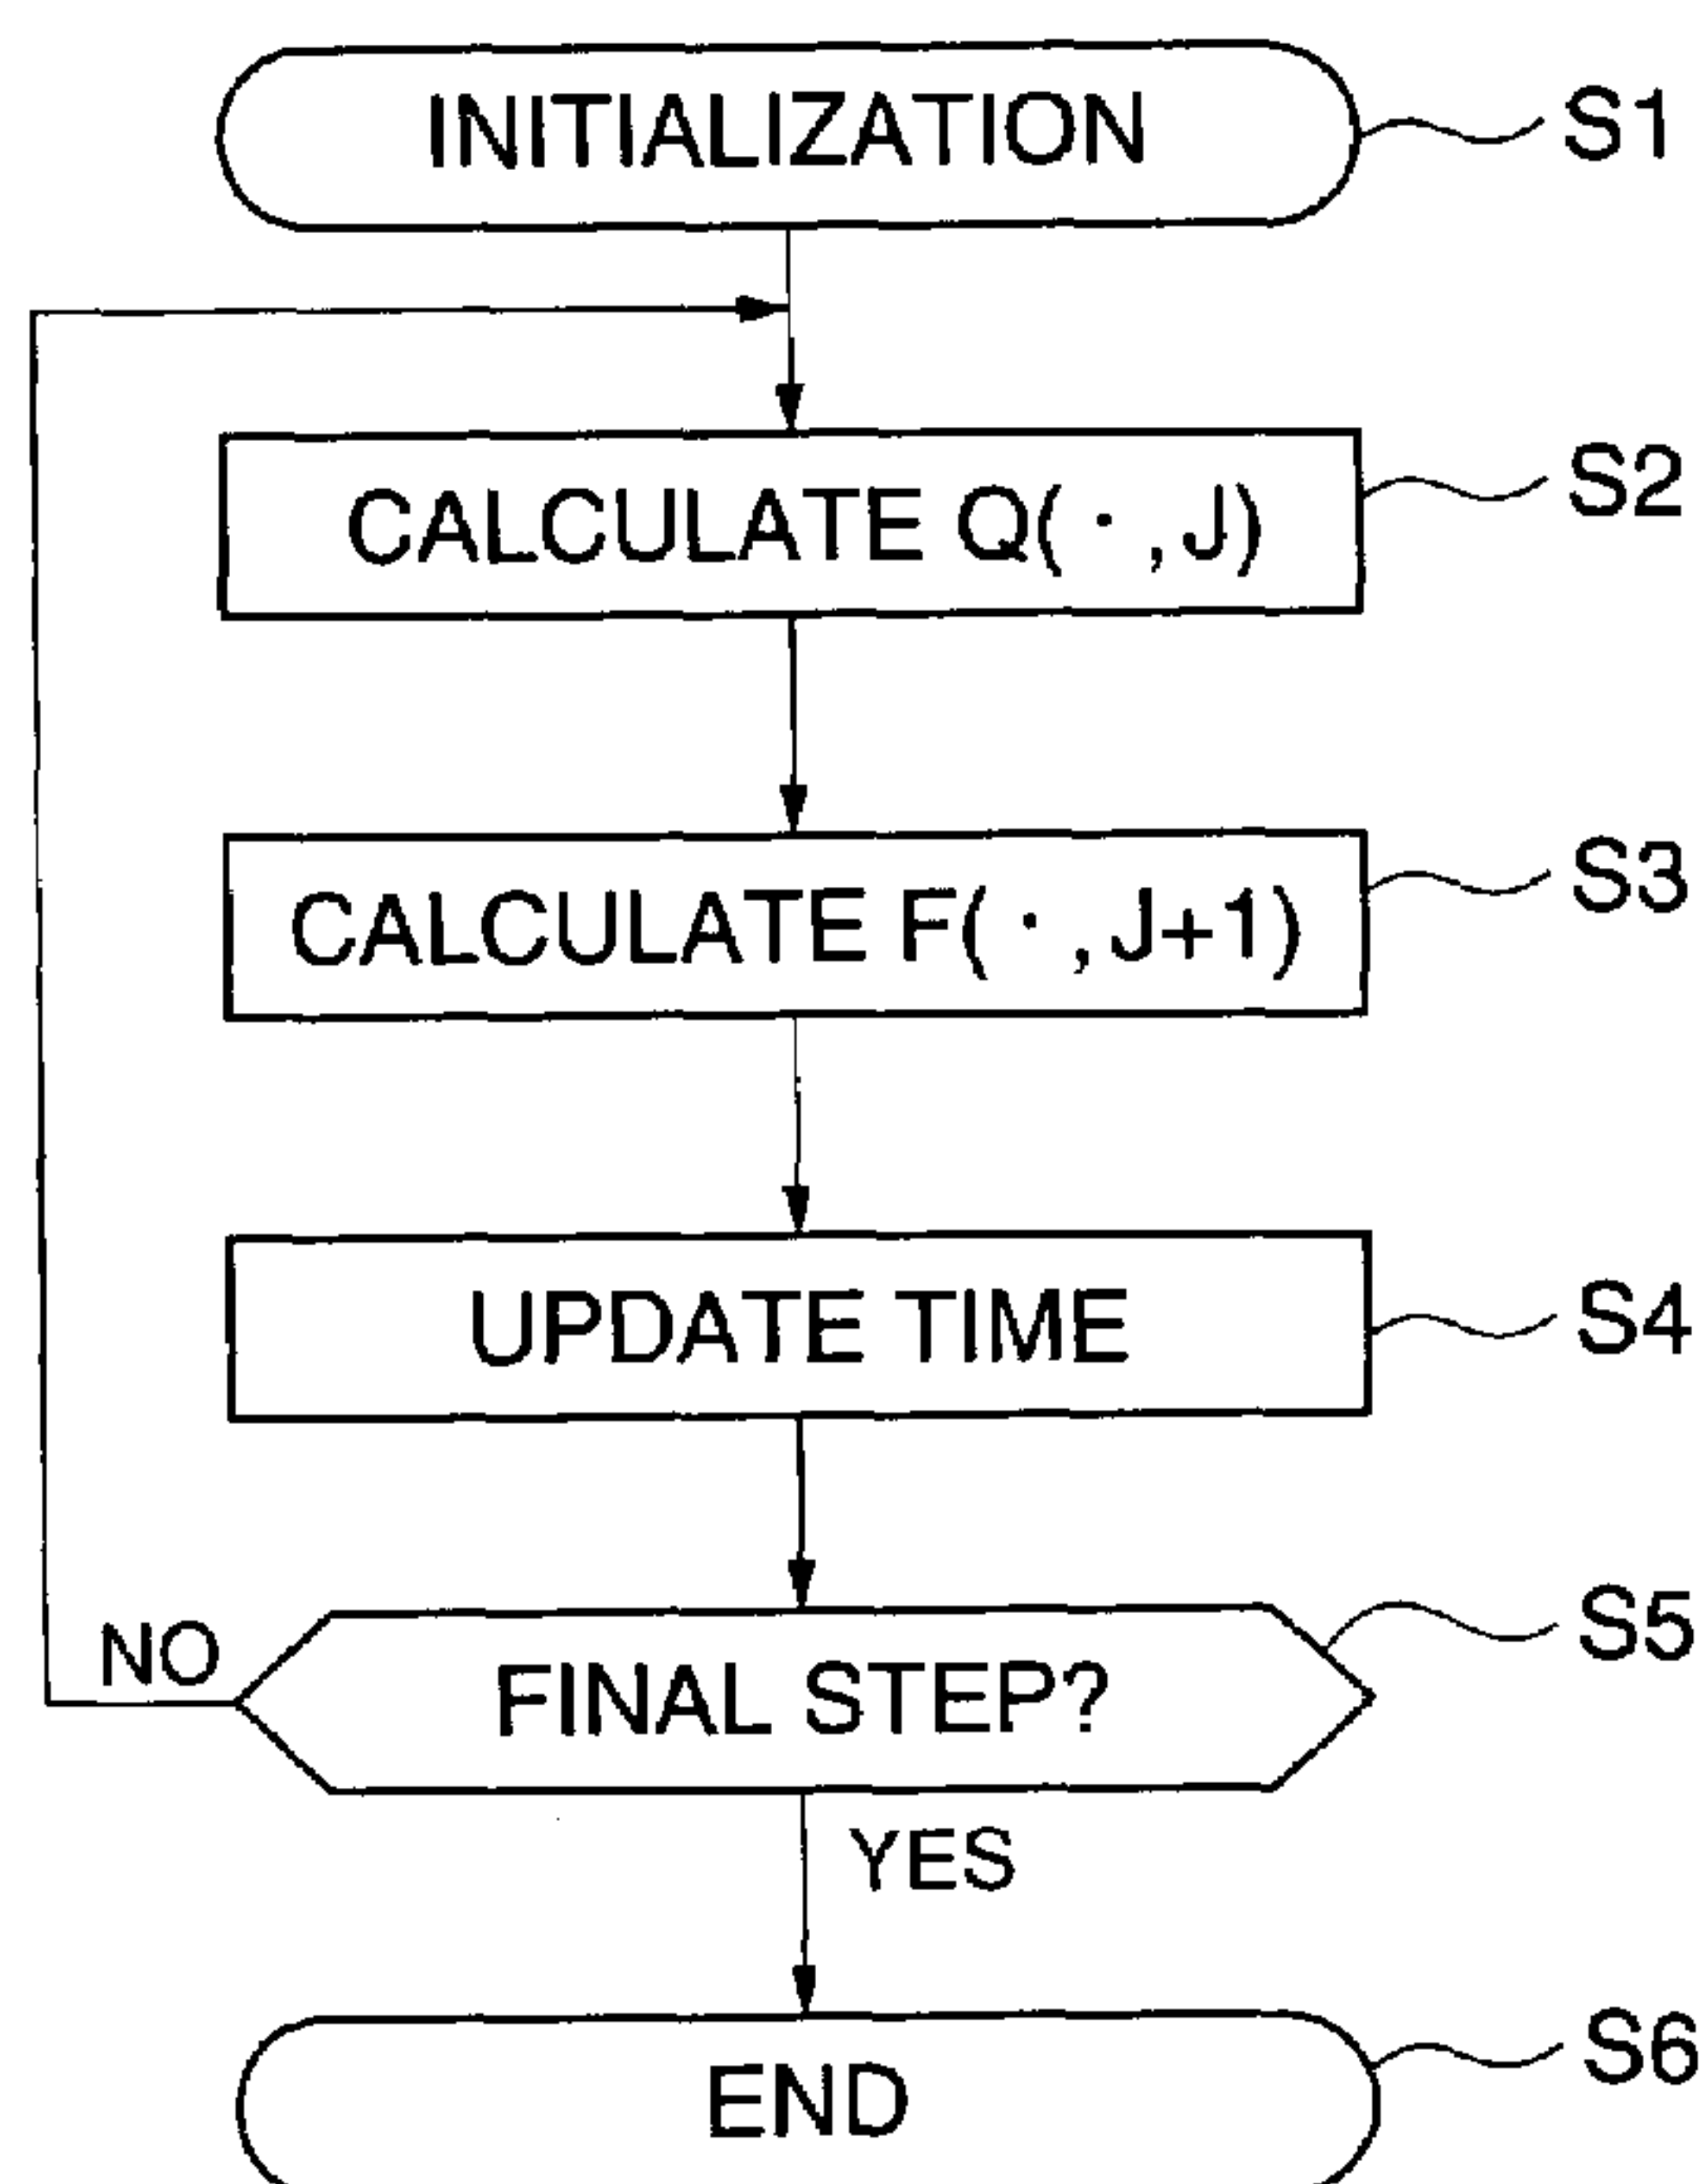 INITIALIZATION S1
CALCULATE Q( · , J) S2
CALCULATE F( · , J+1) S3
UPDATE TIME S4
NO
FINAL STEP? S5
YES
END S6